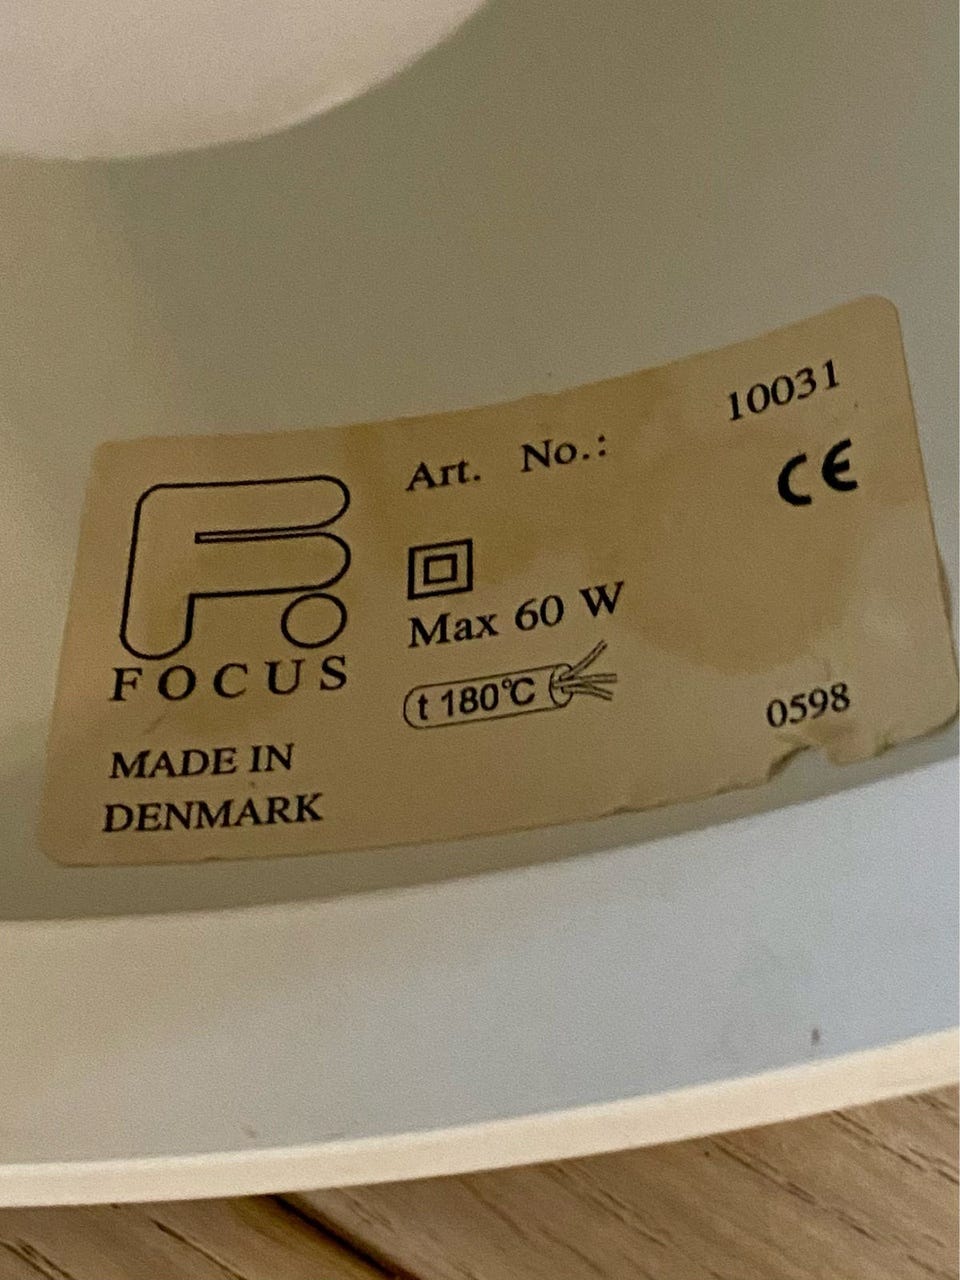 Art. No.: 10031
CE
FOCUS
Max 60 W
t 180℃
MADE IN
DENMARK
0598